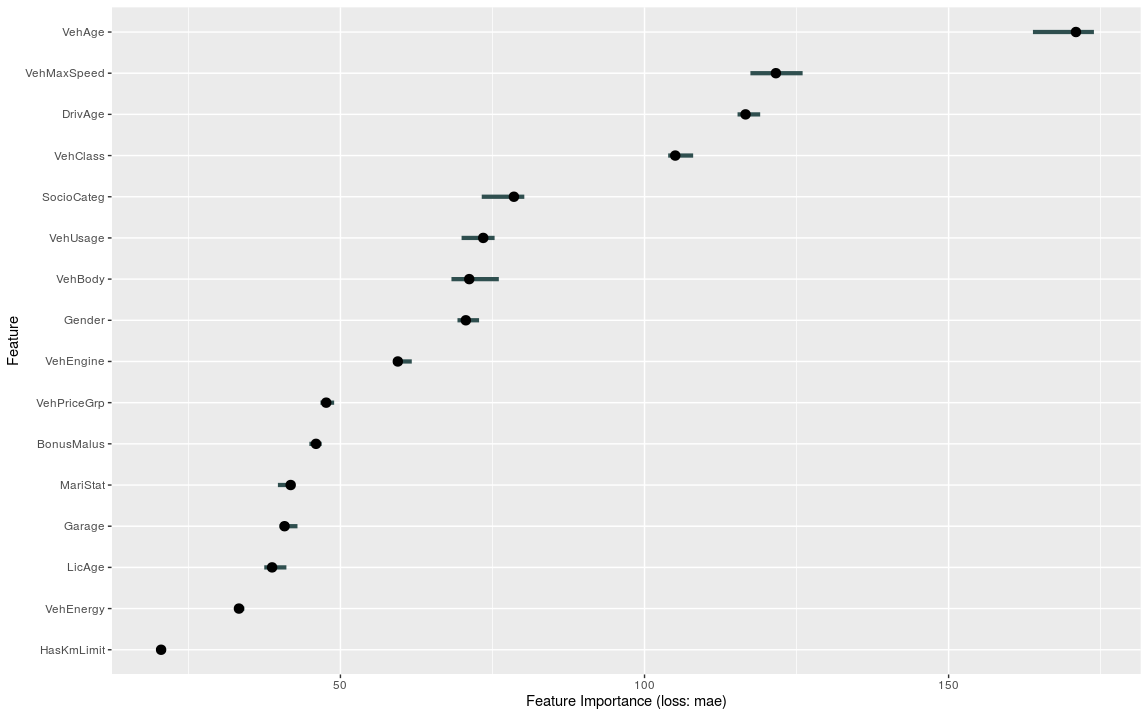 Feature
VehAge
VehMaxSpeed
DrivAge
VehClass
SocioCateg
VehUsage
VehBody
Gender
VehEngine
VehPriceGrp
BonusMalus
MariStat
Garage
LicAge
VehEnergy
HasKmLimit
50 100 150
Feature Importance (loss: mae)